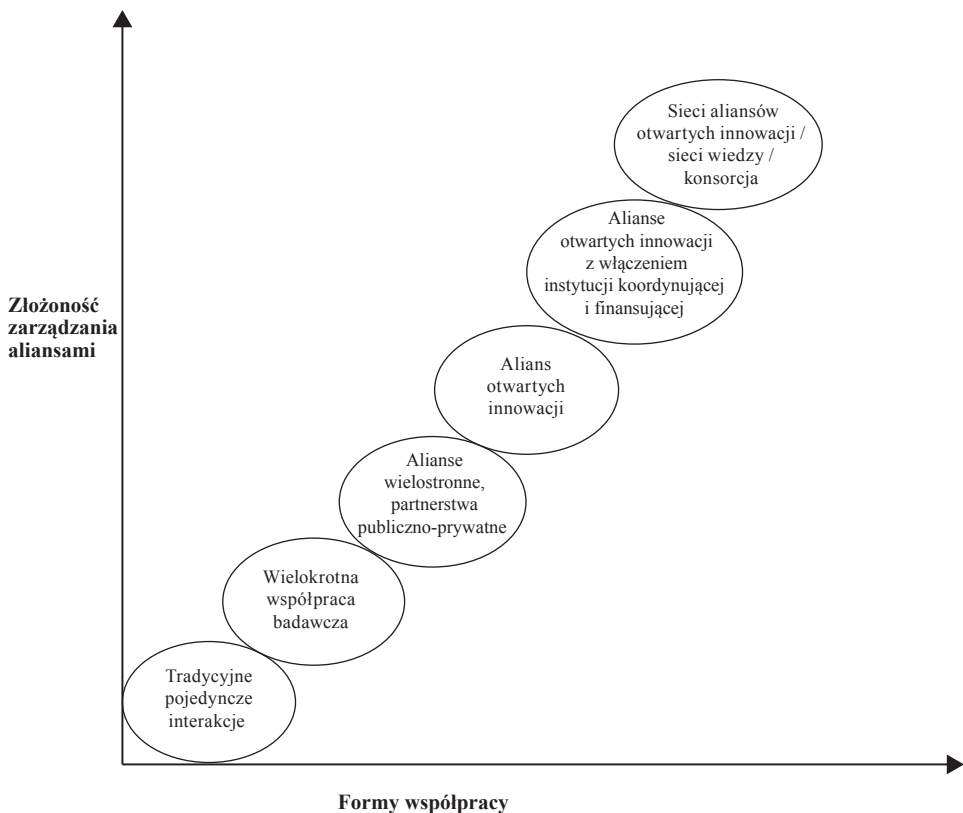 Sieci aliansów
otwartych innowacji /
sieci wiedzy /
konsorcja
Alianse
otwartych innowacji
z włączeniem
instytucji koordynującej
i finansującej
Złożoność
zarządzania
aliansami
Alians
otwartych
innowacji
Alianse
wielostronne,
partnerstwa
publiczno-prywatne
Wielokrotna
współpraca
badawcza
Tradycyjne
pojedyncze
interakcje
Formy współpracy